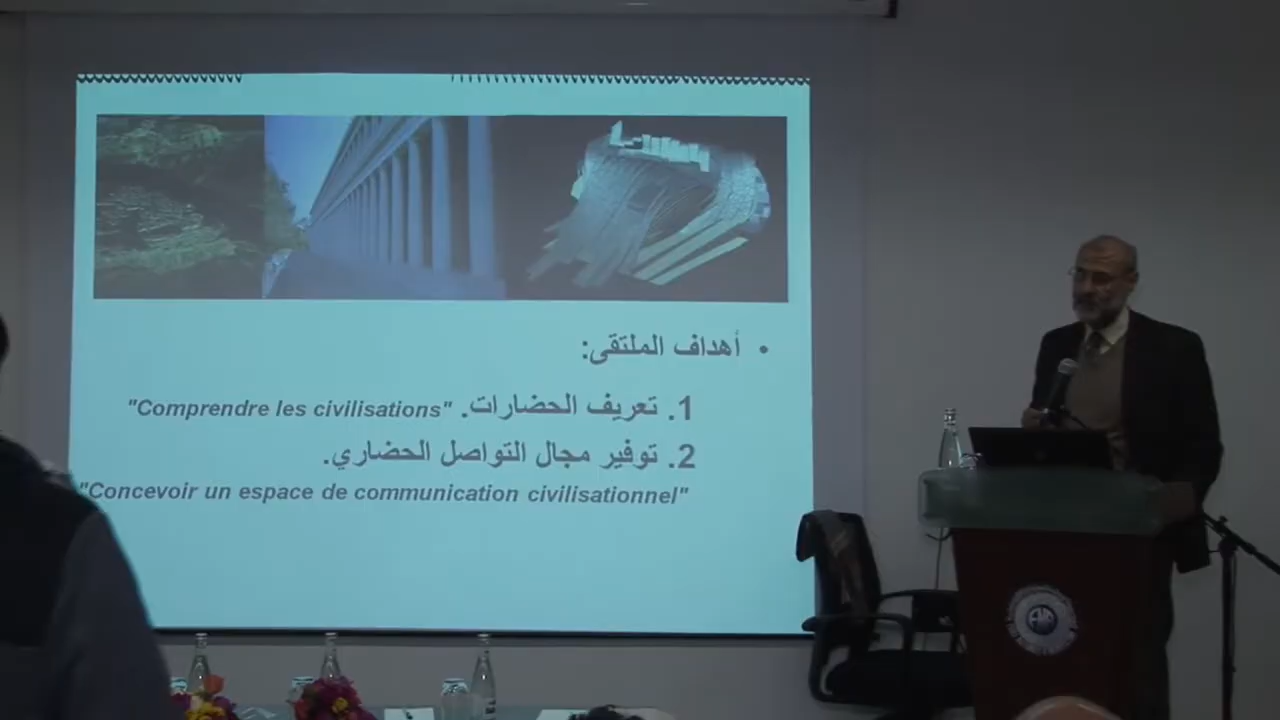 • أهداف الملتقى:
1. تعريف الحضارات. "Comprendre les civilisations"
2. توفير مجال التواصل الحضاري.
"Concevoir un espace de communication civilisationnel"